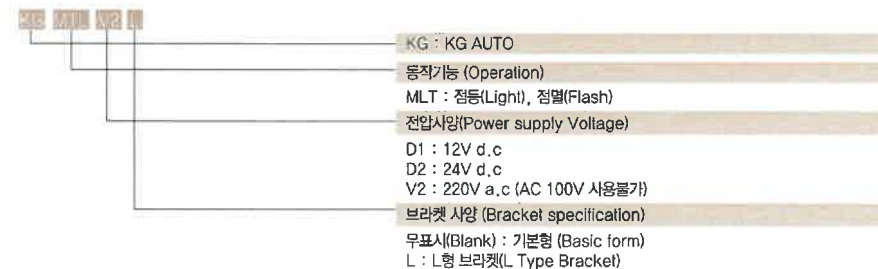 KG MTL V2 L
KG : KG AUTO
동작기능 (Operation)
MLT : 점등(Light), 점멸(Flash)
전압사양(Power supply Voltage)
D1 : 12V d.c
D2 : 24V d.c
V2 : 220V a.c (AC 100V 사용불가)
브라켓 사양 (Bracket specification)
무표시(Blank) : 기본형 (Basic form)
L : L형 브라켓(L Type Bracket)